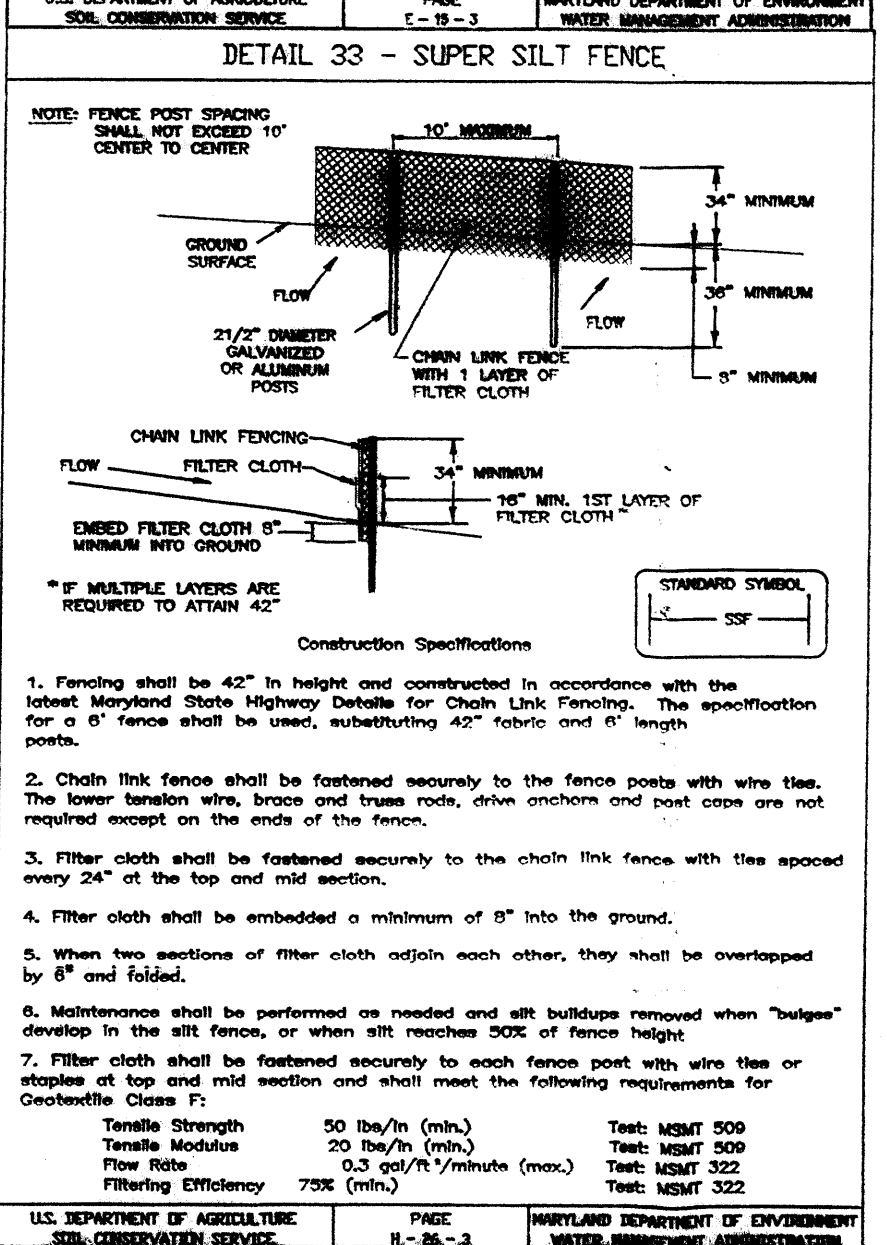 U.S. DEPARTMENT OF AGRICULTURE
SOIL CONSERVATION SERVICE
PAGE
E - 15 - 3
MARYLAND DEPARTMENT OF ENVIRONMENT
WATER MANAGEMENT ADMINISTRATION
DETAIL 33 - SUPER SILT FENCE
NOTE: FENCE POST SPACING
SHALL NOT EXCEED 10'
CENTER TO CENTER
10' MAXIMUM
34" MINIMUM
GROUND
SURFACE
36" MINIMUM
FLOW
FLOW
21/2" DIAMETER
GALVANIZED
OR ALUMINUM
POSTS
CHAIN LINK FENCE
WITH 1 LAYER OF
FILTER CLOTH
8" MINIMUM
CHAIN LINK FENCING
FLOW
FILTER CLOTH
34" MINIMUM
16" MIN. 1ST LAYER OF
FILTER CLOTH*
EMBED FILTER CLOTH 8"
MINIMUM INTO GROUND
*IF MULTIPLE LAYERS ARE
REQUIRED TO ATTAIN 42"
STANDARD SYMBOL
SSF
Construction Specifications
1. Fencing shall be 42" in height and constructed in accordance with the
latest Maryland State Highway Details for Chain Link Fencing. The specification
for a 6' fence shall be used, substituting 42" fabric and 6' length
posts.
2. Chain link fence shall be fastened securely to the fence posts with wire ties.
The lower tension wire, brace and truss rods, drive anchors and post caps are not
required except on the ends of the fence.
3. Filter cloth shall be fastened securely to the chain link fence with ties spaced
every 24" at the top and mid section.
4. Filter cloth shall be embedded a minimum of 8" into the ground.
5. When two sections of filter cloth adjoin each other, they shall be overlapped
by 6" and folded.
6. Maintenance shall be performed as needed and silt buildups removed when "bulges"
develop in the silt fence, or when silt reaches 50% of fence height
7. Filter cloth shall be fastened securely to each fence post with wire ties or
staples at top and mid section and shall meet the following requirements for
Geotextile Class F:
Tensile Strength 50 lbs/in (min.) Test: MSMT 509
Tensile Modulus 20 lbs/in (min.) Test: MSMT 509
Flow Rate 0.3 gal/ft²/minute (max.) Test: MSMT 322
Filtering Efficiency 75% (min.) Test: MSMT 322
U.S. DEPARTMENT OF AGRICULTURE
SOIL CONSERVATION SERVICE
PAGE
H - 26 - 3
MARYLAND DEPARTMENT OF ENVIRONMENT
WATER MANAGEMENT ADMINISTRATION